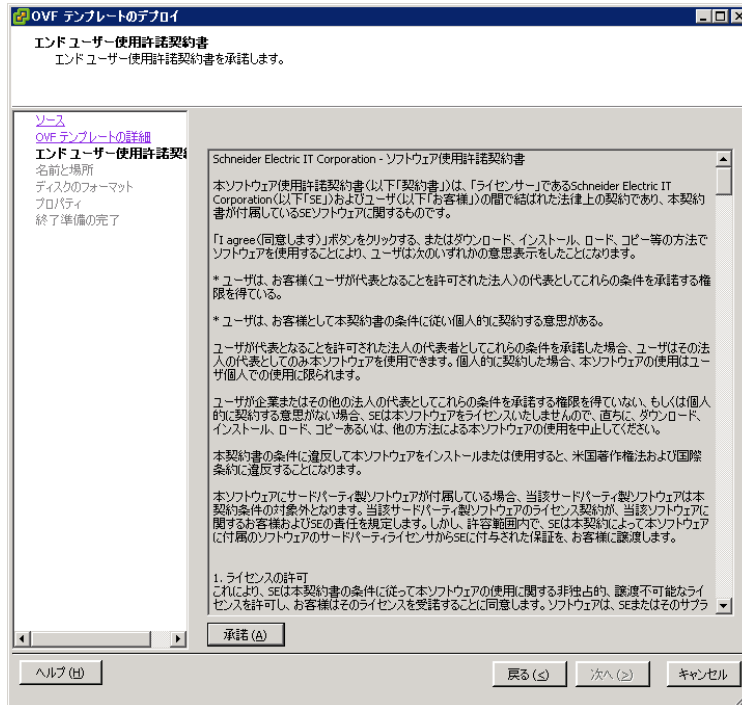 OVF テンプレートのデプロイ
エンド ユーザー使用許諾契約書
エンド ユーザー使用許諾契約書を承諾します。
ソース
OVF テンプレートの詳細
エンド ユーザー使用許諾契
名前と場所
ディスクのフォーマット
プロパティ
終了準備の完了
Schneider Electric IT Corporation - ソフトウェア使用許諾契約書
本ソフトウェア使用許諾契約書(以下「契約書」)は、「ライセンサー」であるSchneider Electric IT
Corporation(以下「SE」)およびユーザ(以下「お客様」)の間で結ばれた法律上の契約であり、本契約
書が付属しているSEソフトウェアに関するものです。
「I agree(同意します)」ボタンをクリックする、またはダウンロード、インストール、ロード、コピー等の方法で
ソフトウェアを使用することにより、ユーザは次のいずれかの意思表示をしたことになります。
* ユーザは、お客様(ユーザが代表となることを許可された法人)の代表としてこれらの条件を承諾する権
限を得ている。
* ユーザは、お客様として本契約書の条件に従い個人的に契約する意思がある。
ユーザが代表となることを許可された法人の代表者としてこれらの条件を承諾した場合、ユーザはその法
人の代表としてのみ本ソフトウェアを使用できます。個人的に契約した場合、本ソフトウェアの使用はユー
ザ個人での使用に限られます。
ユーザが企業またはその他の法人の代表としてこれらの条件を承諾する権限を得ていない、もしくは個人
的に契約する意思がない場合、SEは本ソフトウェアをライセンスいたしませんので、直ちに、ダウンロード、
インストール、ロード、コピーあるいは、他の方法による本ソフトウェアの使用を中止してください。
本契約書の条件に違反して本ソフトウェアをインストールまたは使用すると、米国著作権法および国際
条約に違反することになります。
本ソフトウェアにサードパーティ製ソフトウェアが付属している場合、当該サードパーティ製ソフトウェアは本
契約条件の対象外となります。当該サードパーティ製ソフトウェアのライセンス契約が、当該ソフトウェアに
関するお客様およびSEの責任を規定します。しかし、許容範囲内で、SEは本契約によって本ソフトウェア
に付属のソフトウェアのサードパーティライセンサからSEに付与された保証を、お客様に譲渡します。
1. ライセンスの許可
これにより、SEは本契約書の条件に従って本ソフトウェアの使用に関する非独占的、譲渡不可能なライ
センスを許可し、お客様はそのライセンスを受諾することに同意します。ソフトウェアは、SEまたはそのサプラ
承諾(A)
ヘルプ(H)
戻る(<)
次へ(>)
キャンセル